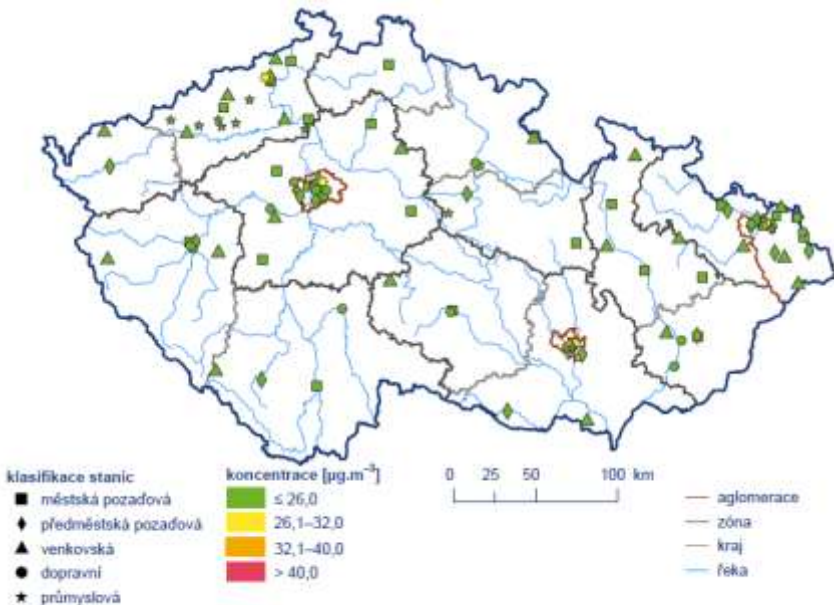 klasifikace stanic
městská pozaďová
předměstská pozaďová
venkovská
dopravní
průmyslová
koncentrace [µg.m⁻³]
≤ 26,0
26,1–32,0
32,1–40,0
> 40,0
0 25 50 100 km
aglomerace
zóna
kraj
řeka